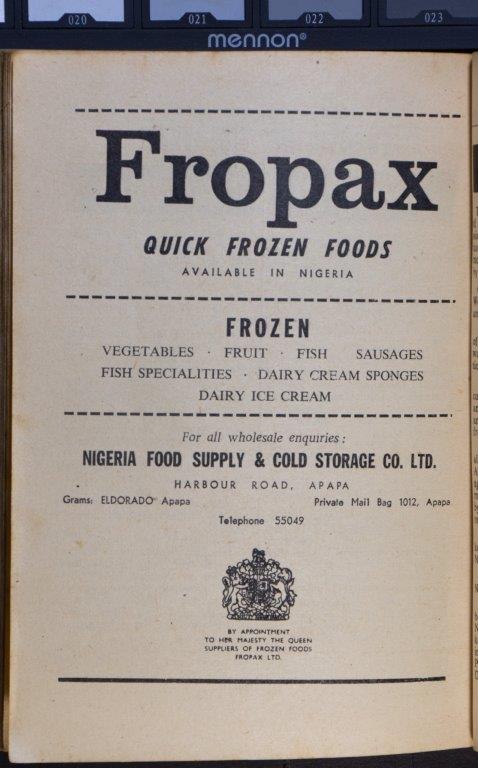 020 021 022 023
mennon®
Fropax
QUICK FROZEN FOODS
AVAILABLE IN NIGERIA
FROZEN
VEGETABLES · FRUIT · FISH SAUSAGES
FISH SPECIALITIES · DAIRY CREAM SPONGES
DAIRY ICE CREAM
For all wholesale enquiries:
NIGERIA FOOD SUPPLY & COLD STORAGE CO. LTD.
HARBOUR ROAD, APAPA
Grams: ELDORADO Apapa Private Mail Bag 1012, Apapa
Telephone 55049
BY APPOINTMENT
TO HER MAJESTY THE QUEEN
SUPPLIERS OF FROZEN FOODS
FROPAX LTD.